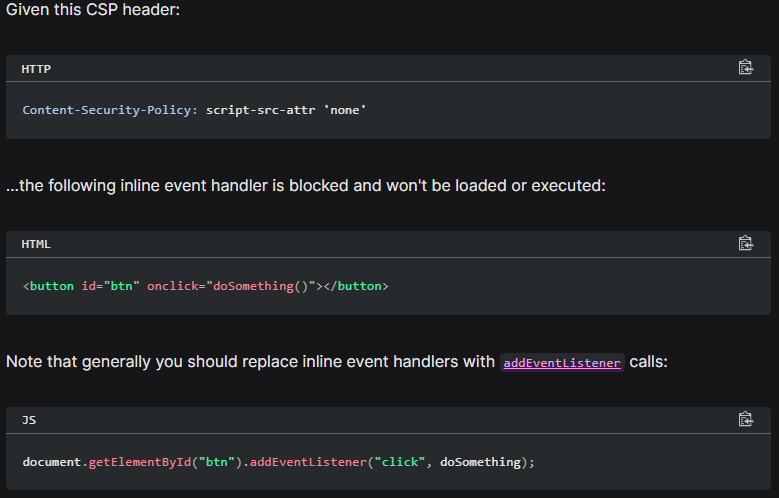 Given this CSP header:
HTTP
Content-Security-Policy: script-src-attr 'none'
…the following inline event handler is blocked and won't be loaded or executed:
HTML
<button id="btn" onclick="doSomething()"></button>
Note that generally you should replace inline event handlers with addEventListener calls:
JS
document.getElementById("btn").addEventListener("click", doSomething);